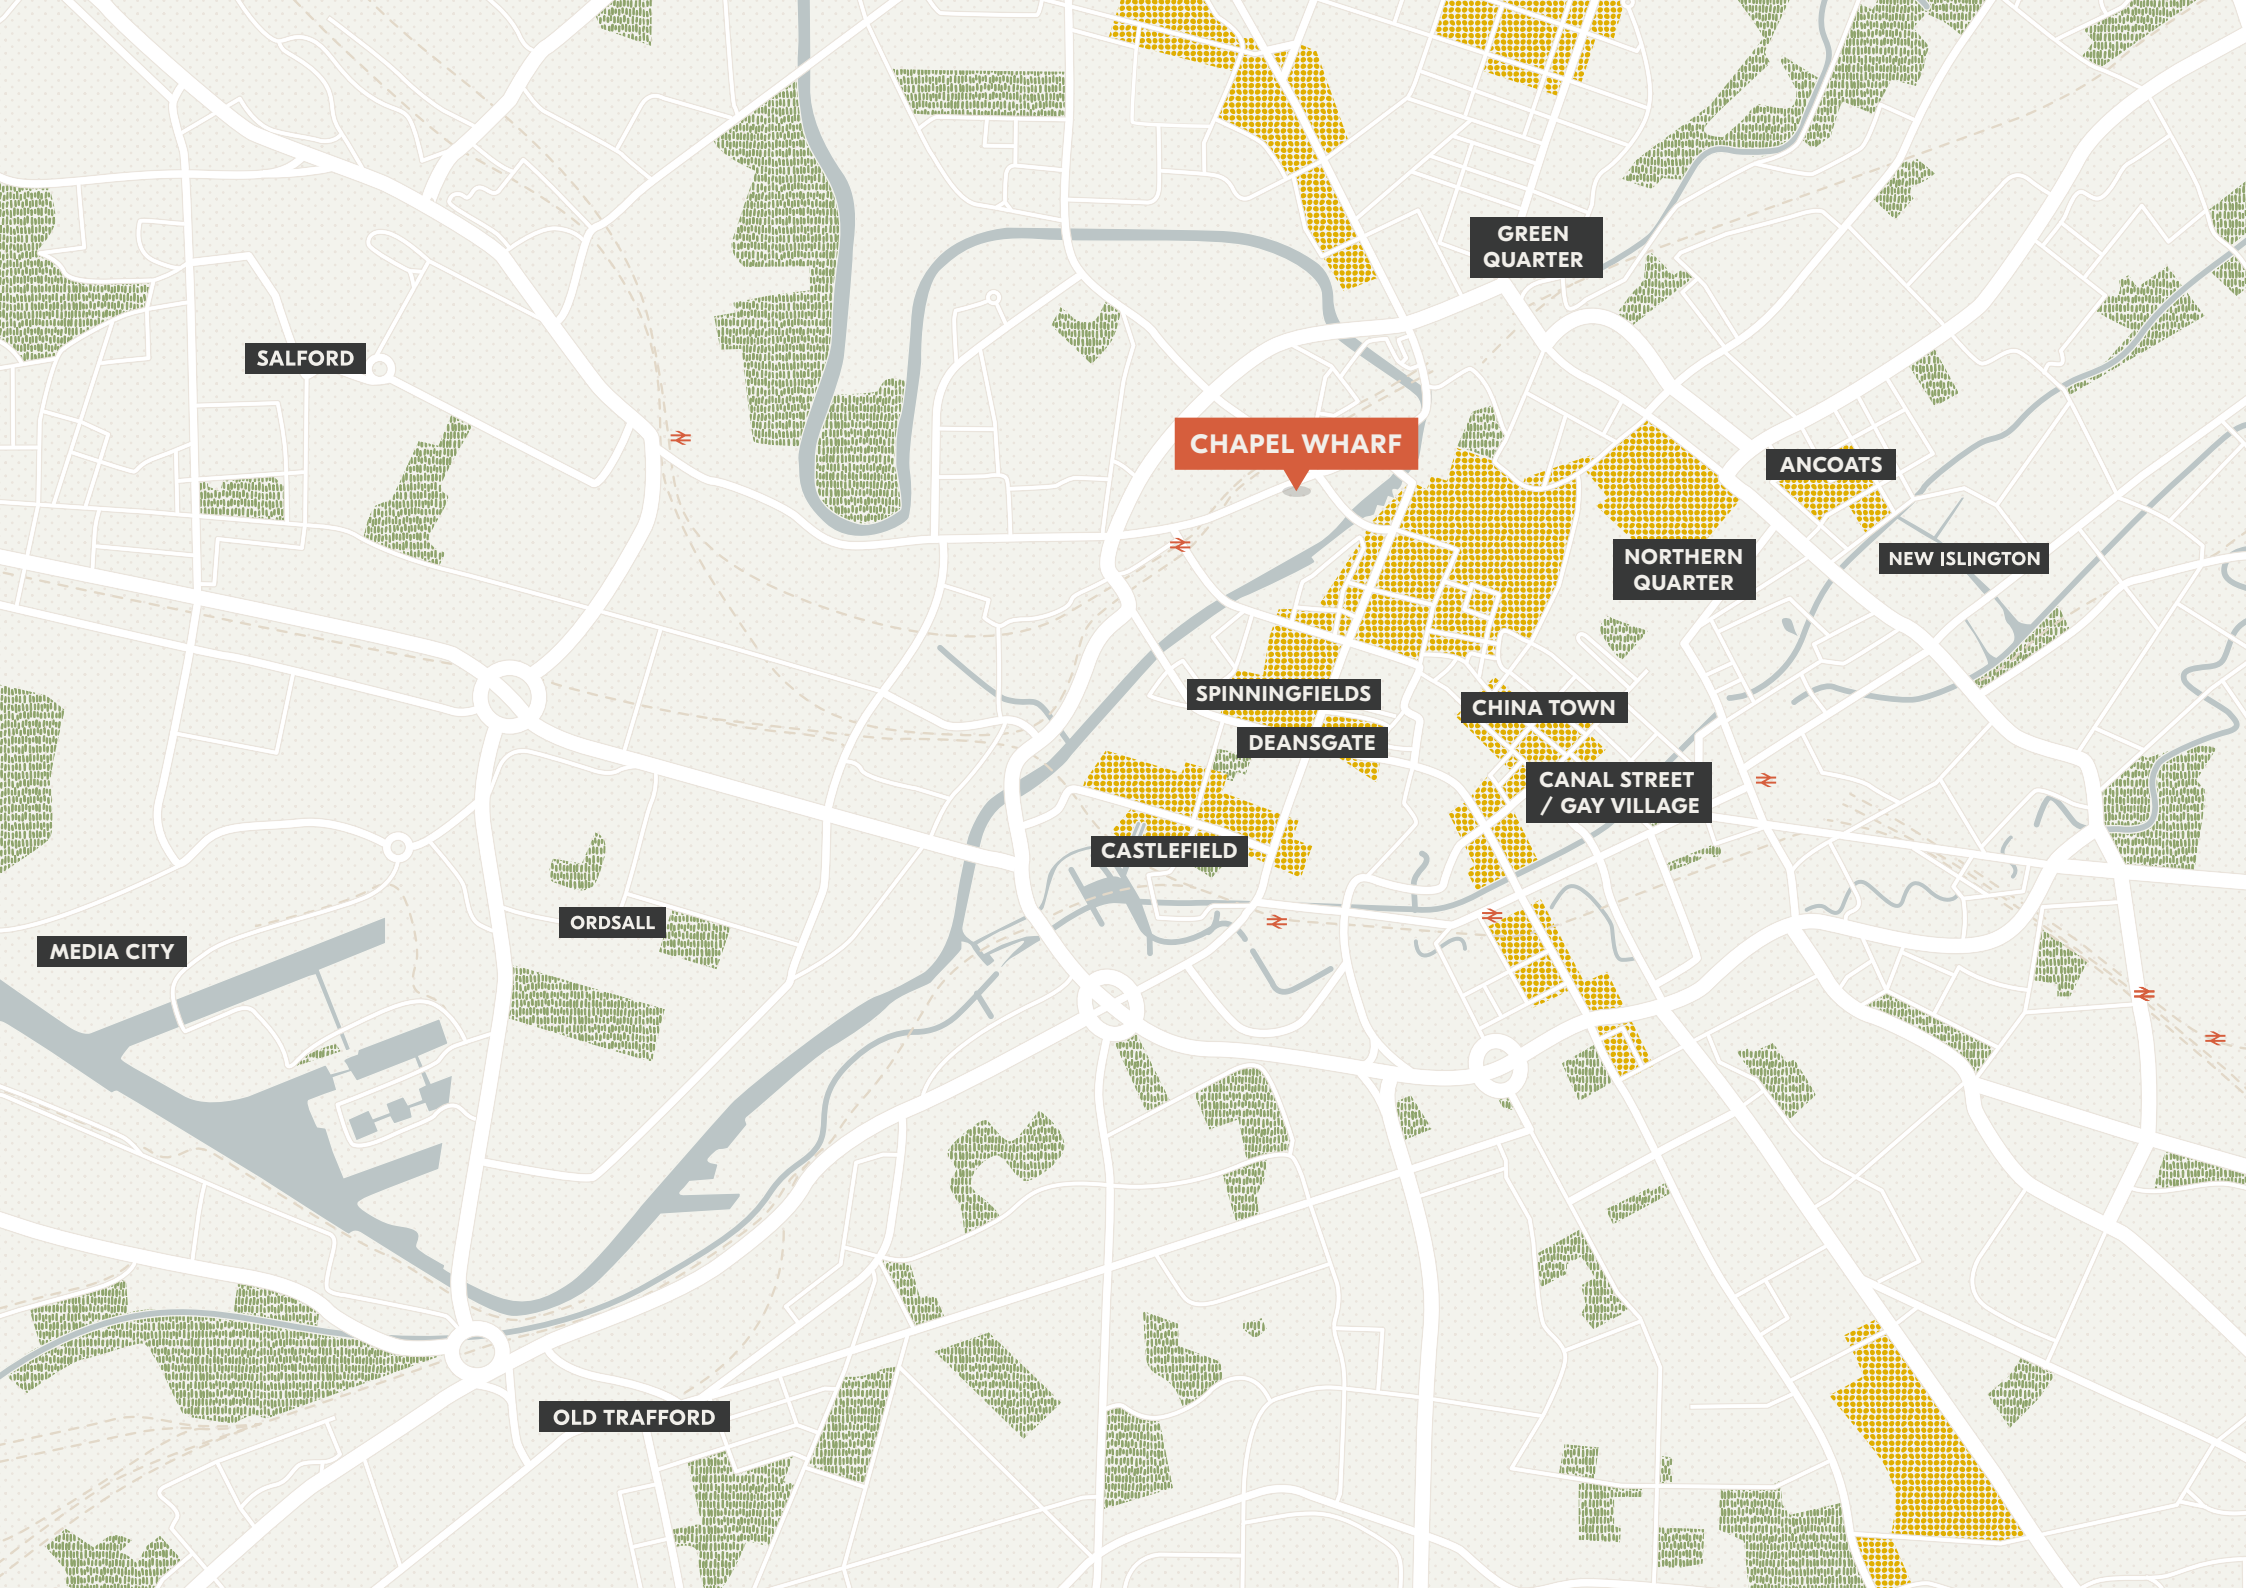 GREEN
QUARTER
SALFORD
CHAPEL WHARF
ANCOATS
NORTHERN
QUARTER
NEW ISLINGTON
SPINNINGFIELDS
CHINA TOWN
DEANSGATE
CANAL STREET
/ GAY VILLAGE
CASTLEFIELD
ORDSALL
MEDIA CITY
OLD TRAFFORD